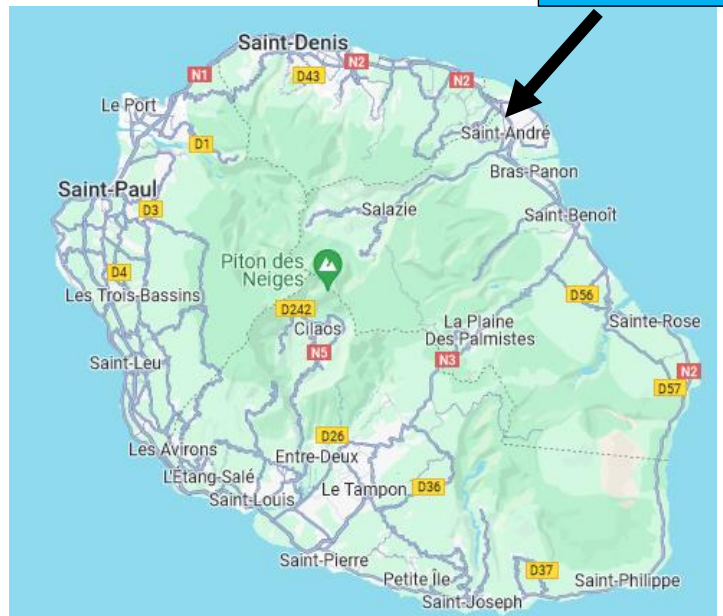 Saint-Denis
N2
N1
D43
N2
Le Port
Saint-André
D1
Bras-Panon
Saint-Paul
D3
Salazie
Saint-Benoît
Piton des
Neiges
D4
Les Trois-Bassins
D56
D242
Cilaos
La Plaine
Des Palmistes
Sainte-Rose
N5
N3
Saint-Leu
N2
D57
D26
Les Avirons
Entre-Deux
L'Étang-Salé
Le Tampon
D36
Saint-Louis
Saint-Pierre
D37
Petite Île
Saint-Philippe
Saint-Joseph